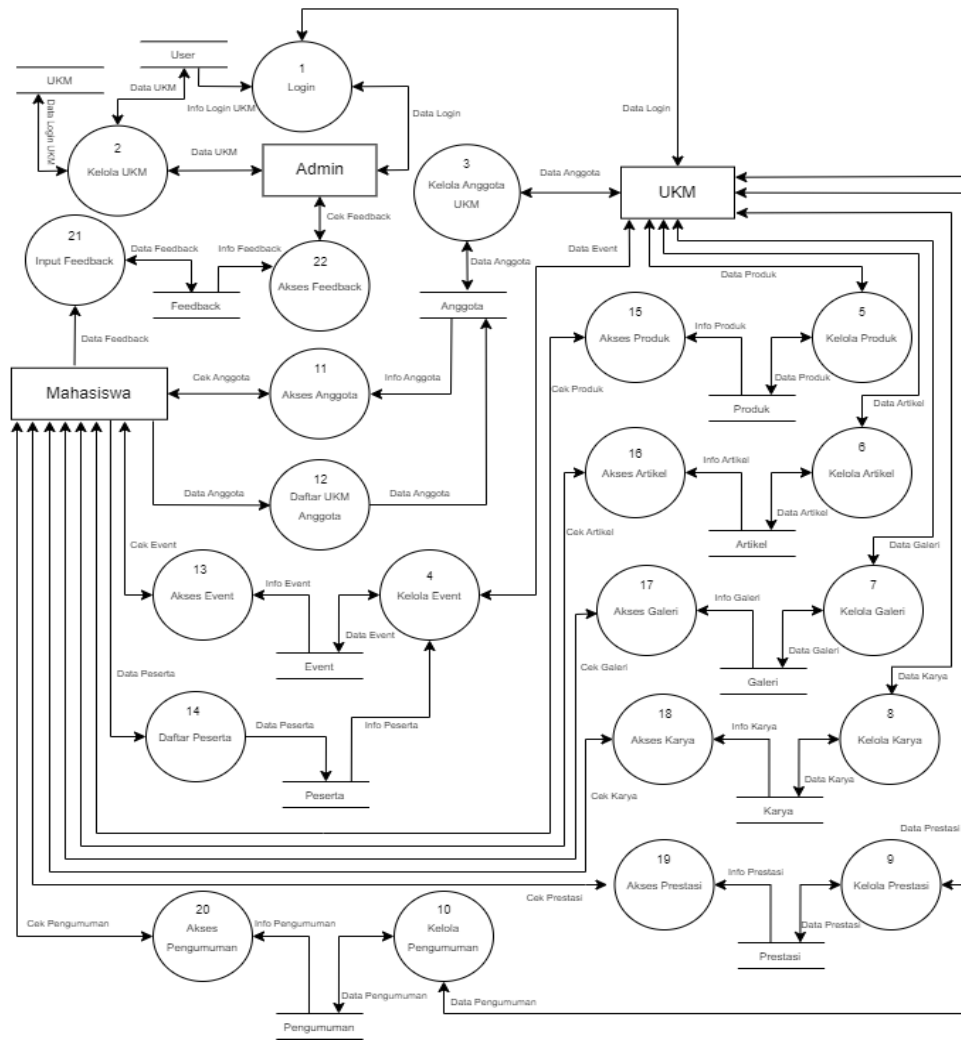 User
1
Login
UKM
Data UKM
Info Login UKM
Data Login
Data Login
Data Login UKM
2
Kelola UKM
Data UKM
Admin
3
Kelola Anggota
UKM
Data Anggota
UKM
Cek Feedback
21
Input Feedback
Data Feedback
Info Feedback
22
Akses Feedback
Feedback
Data Anggota
Anggota
Data Event
Data Produk
15
Akses Produk
Info Produk
5
Kelola Produk
Data Feedback
Mahasiswa
Cek Anggota
11
Akses Anggota
Info Anggota
Cek Produk
Data Produk
Produk
Data Artikel
16
Akses Artikel
Info Artikel
6
Kelola Artikel
Data Anggota
12
Daftar UKM
Anggota
Data Anggota
Data Artikel
Cek Artikel
Artikel
Data Galeri
Cek Event
13
Akses Event
Info Event
4
Kelola Event
Data Event
Event
17
Akses Galeri
Info Galeri
7
Kelola Galeri
Data Galeri
Cek Galeri
Galeri
Data Karya
Data Peserta
14
Daftar Peserta
Data Peserta
Info Peserta
Peserta
18
Akses Karya
Info Karya
8
Kelola Karya
Cek Karya
Data Karya
Karya
Data Prestasi
19
Akses Prestasi
Info Prestasi
9
Kelola Prestasi
Cek Prestasi
Data Prestasi
Prestasi
Cek Pengumuman
20
Akses
Pengumuman
Info Pengumuman
10
Kelola
Pengumuman
Data Pengumuman
Data Pengumuman
Pengumuman